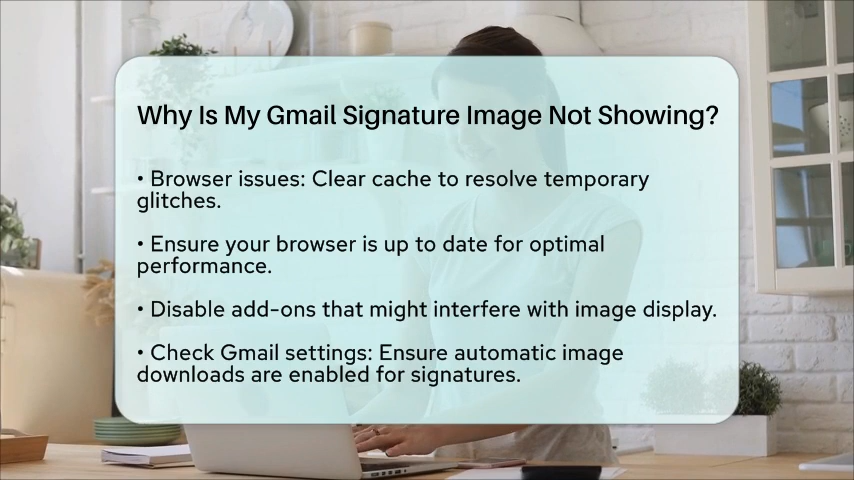 Why Is My Gmail Signature Image Not Showing?
• Browser issues: Clear cache to resolve temporary
glitches.
• Ensure your browser is up to date for optimal
performance.
• Disable add-ons that might interfere with image display.
• Check Gmail settings: Ensure automatic image
downloads are enabled for signatures.